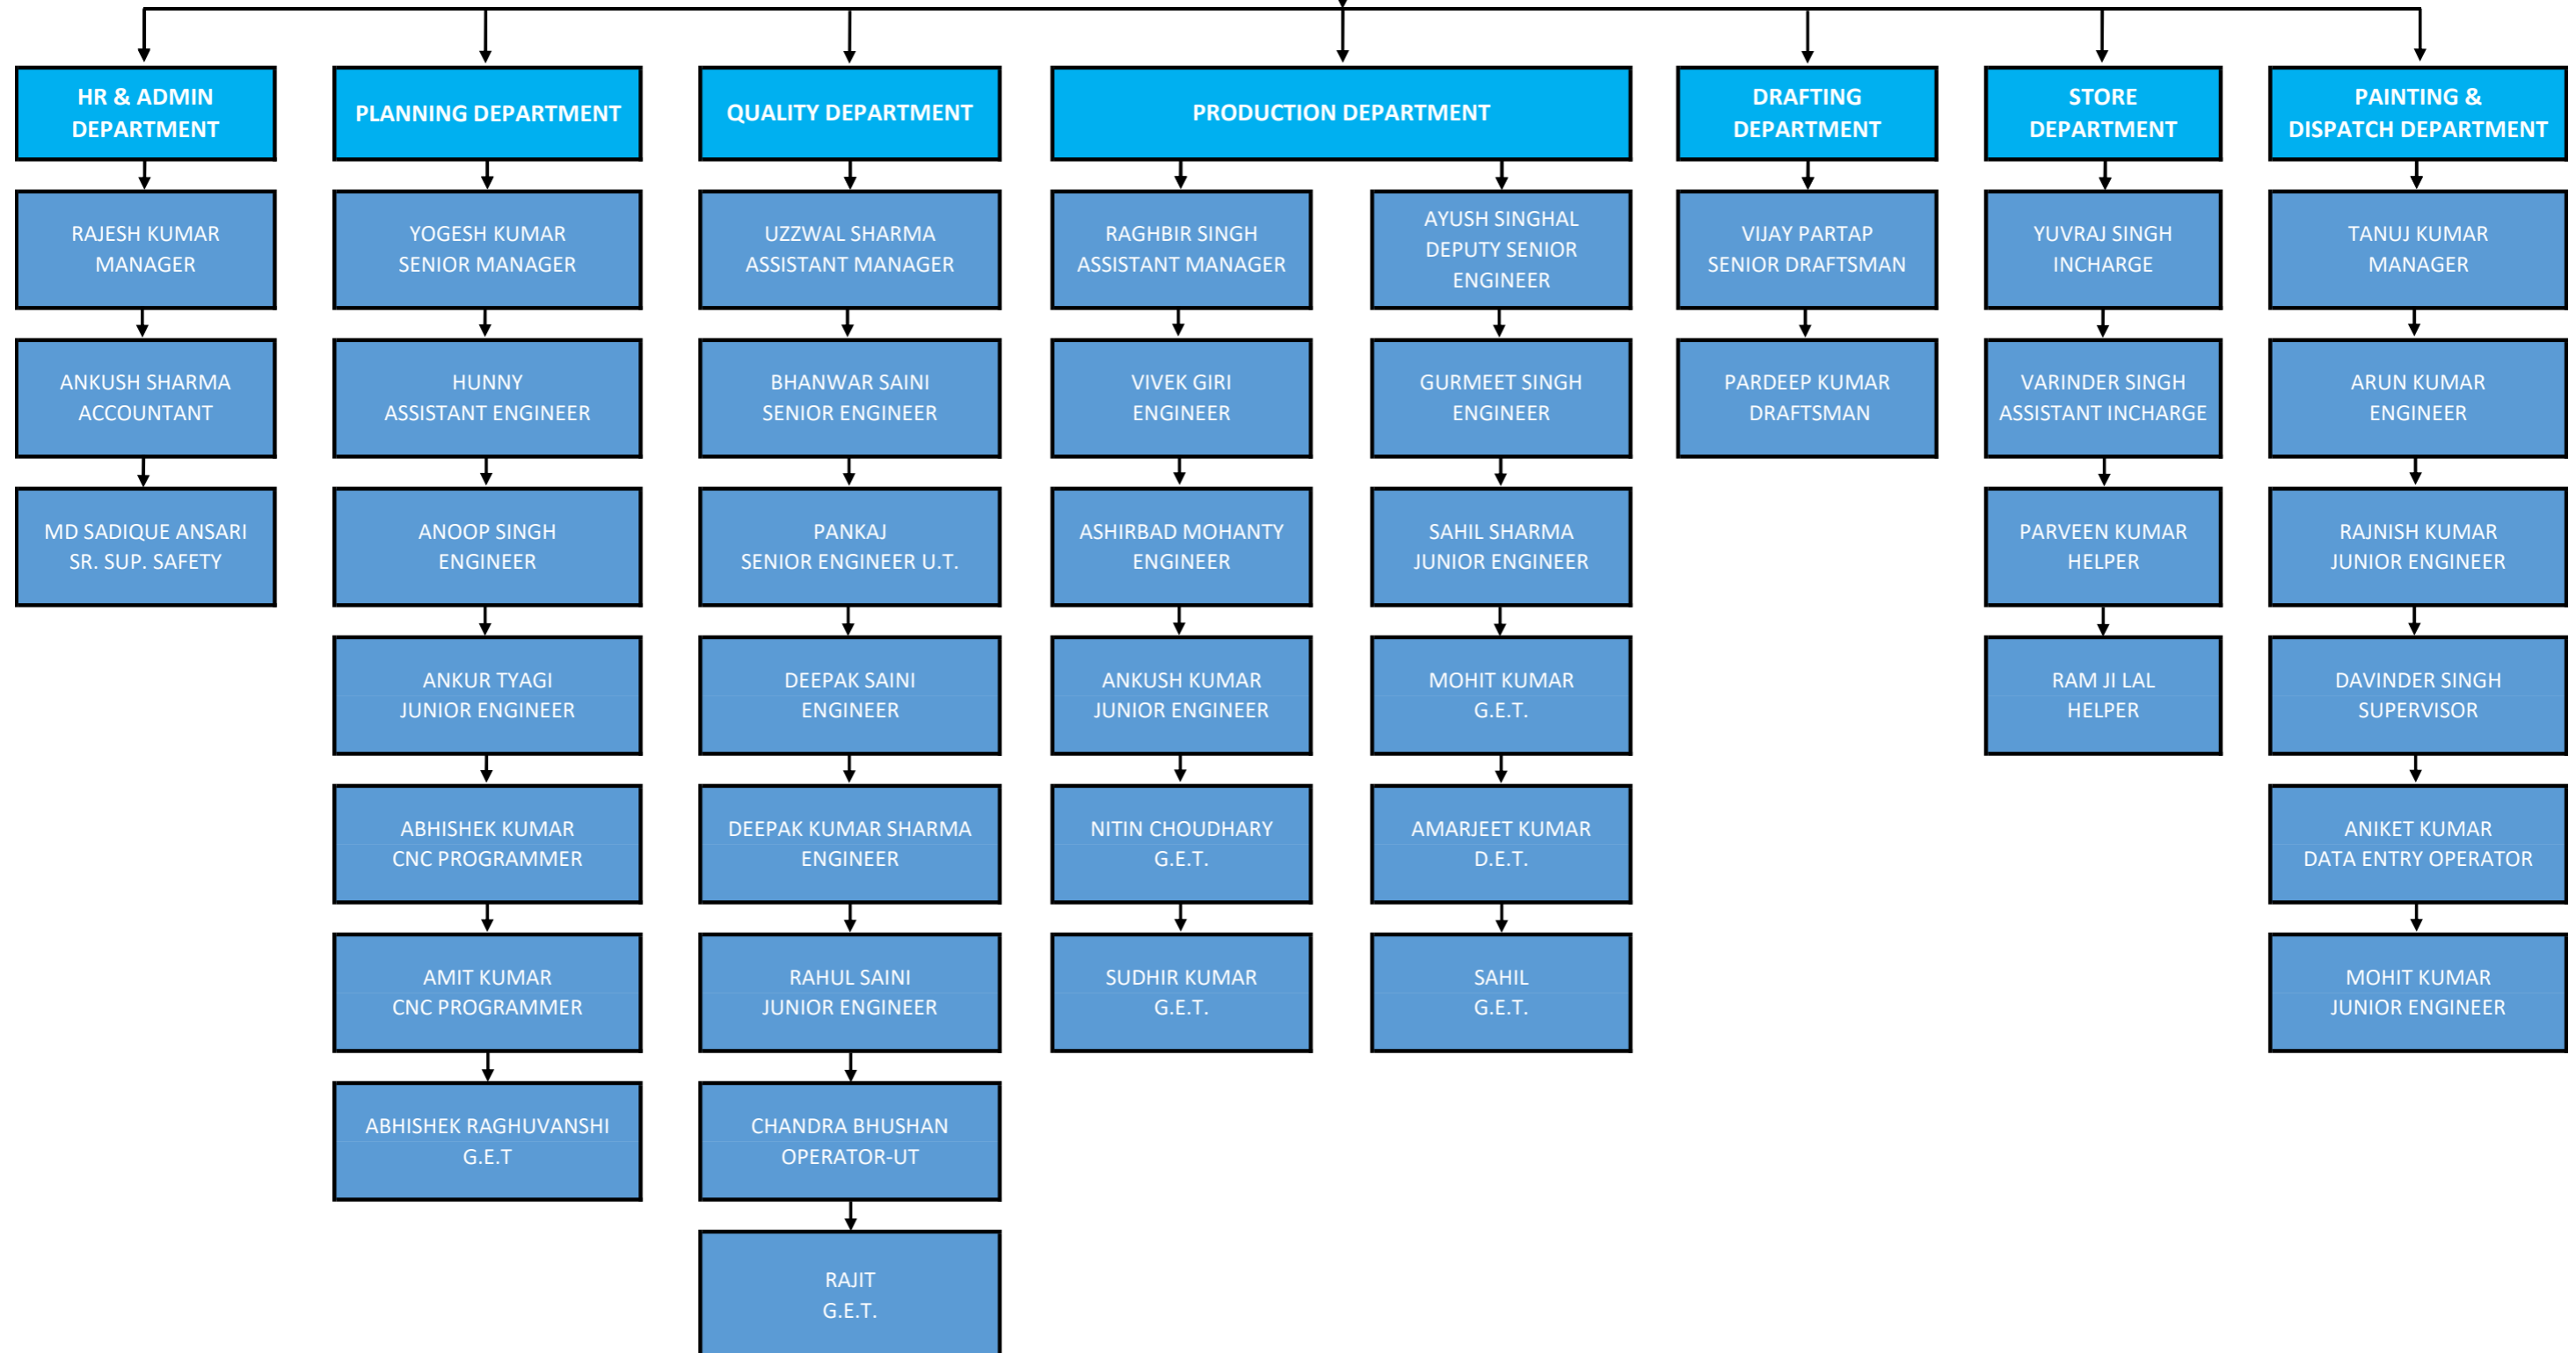 HR & ADMIN
DEPARTMENT
PLANNING DEPARTMENT
QUALITY DEPARTMENT
PRODUCTION DEPARTMENT
DRAFTING
DEPARTMENT
STORE
DEPARTMENT
PAINTING &
DISPATCH DEPARTMENT
RAJESH KUMAR
MANAGER
ANKUSH SHARMA
ACCOUNTANT
MD SADIQUE ANSARI
SR. SUP. SAFETY
YOGESH KUMAR
SENIOR MANAGER
HUNNY
ASSISTANT ENGINEER
ANOOP SINGH
ENGINEER
ANKUR TYAGI
JUNIOR ENGINEER
ABHISHEK KUMAR
CNC PROGRAMMER
AMIT KUMAR
CNC PROGRAMMER
ABHISHEK RAGHUVANSHI
G.E.T
UZZWAL SHARMA
ASSISTANT MANAGER
BHANWAR SAINI
SENIOR ENGINEER
PANKAJ
SENIOR ENGINEER U.T.
DEEPAK SAINI
ENGINEER
DEEPAK KUMAR SHARMA
ENGINEER
RAHUL SAINI
JUNIOR ENGINEER
CHANDRA BHUSHAN
OPERATOR-UT
RAJIT
G.E.T.
RAGHBIR SINGH
ASSISTANT MANAGER
VIVEK GIRI
ENGINEER
ASHIRBAD MOHANTY
ENGINEER
ANKUSH KUMAR
JUNIOR ENGINEER
NITIN CHOUDHARY
G.E.T.
SUDHIR KUMAR
G.E.T.
AYUSH SINGHAL
DEPUTY SENIOR
ENGINEER
GURMEET SINGH
ENGINEER
SAHIL SHARMA
JUNIOR ENGINEER
MOHIT KUMAR
G.E.T.
AMARJEET KUMAR
D.E.T.
SAHIL
G.E.T.
VIJAY PARTAP
SENIOR DRAFTSMAN
PARDEEP KUMAR
DRAFTSMAN
YUVRAJ SINGH
INCHARGE
VARINDER SINGH
ASSISTANT INCHARGE
PARVEEN KUMAR
HELPER
RAM JI LAL
HELPER
TANUJ KUMAR
MANAGER
ARUN KUMAR
ENGINEER
RAJNISH KUMAR
JUNIOR ENGINEER
DAVINDER SINGH
SUPERVISOR
ANIKET KUMAR
DATA ENTRY OPERATOR
MOHIT KUMAR
JUNIOR ENGINEER